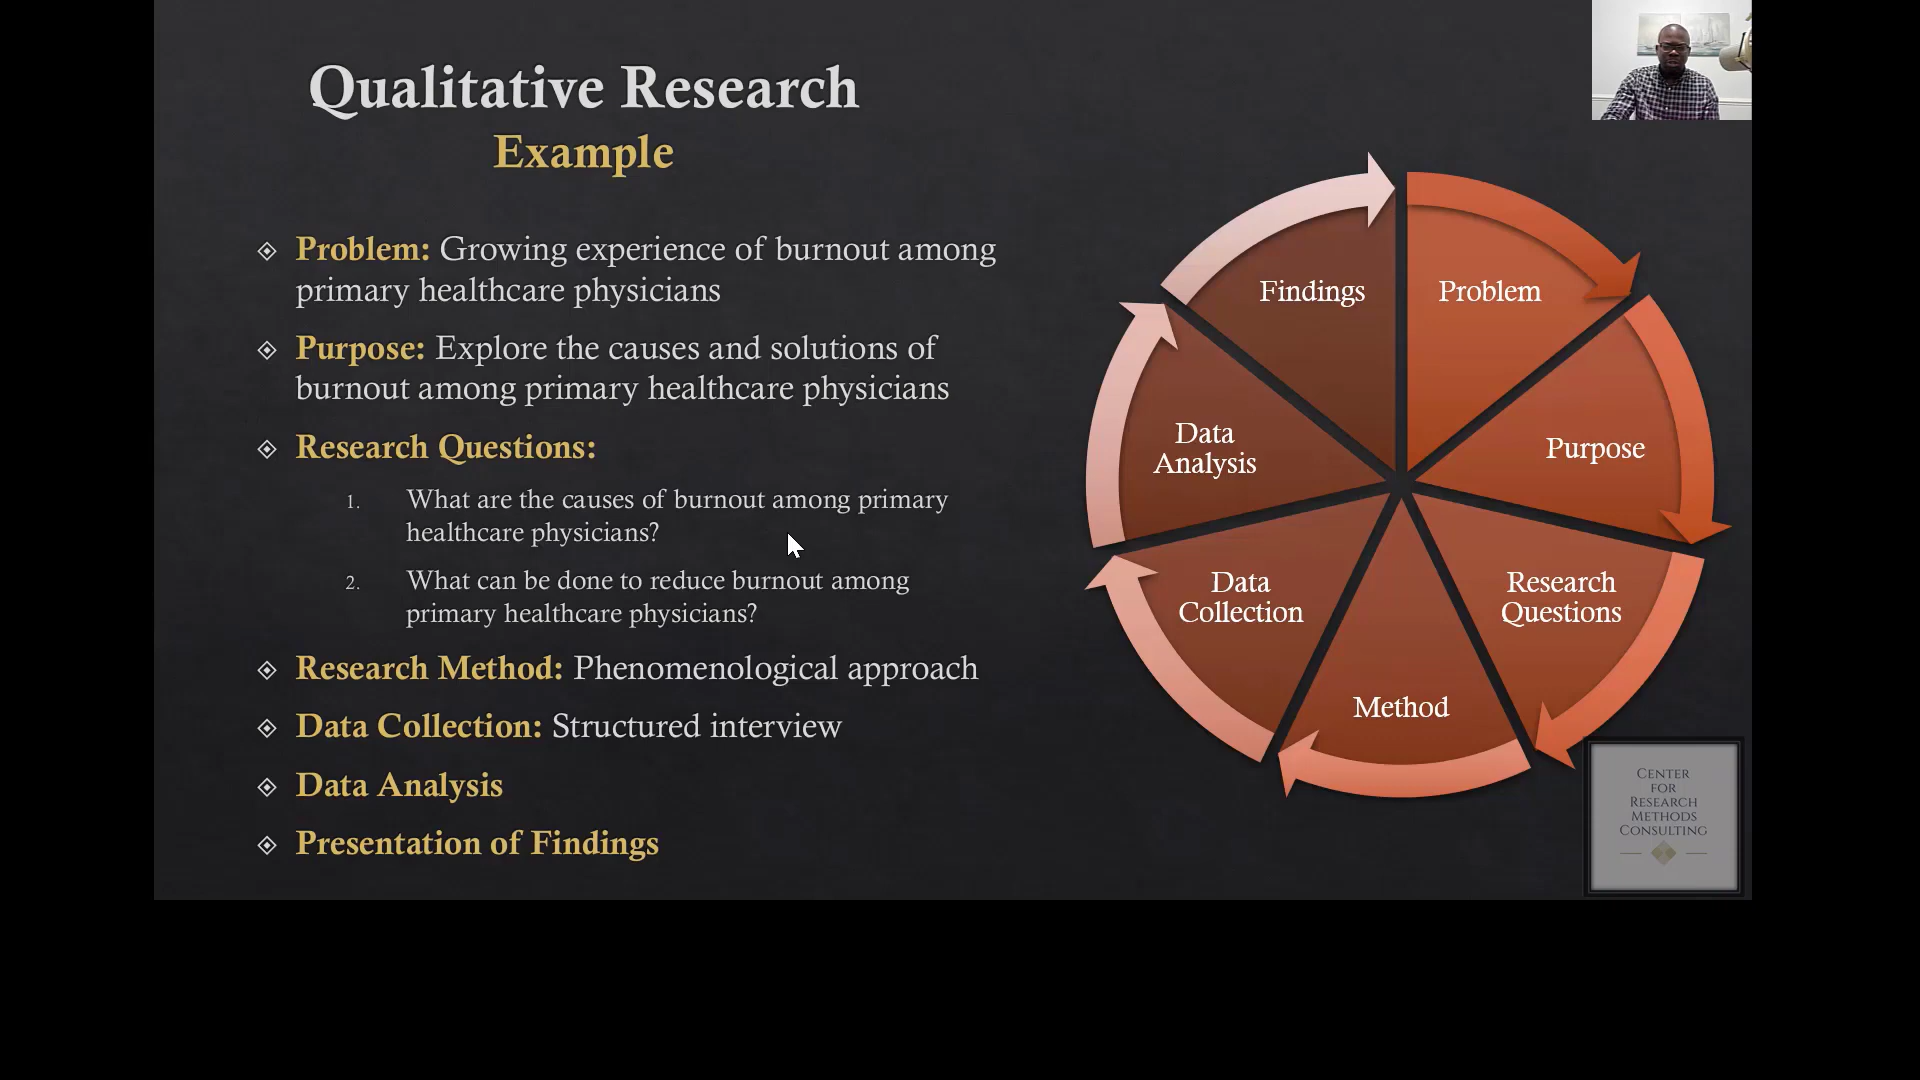 Qualitative Research
Example
Problem: Growing experience of burnout among
primary healthcare physicians
Purpose: Explore the causes and solutions of
burnout among primary healthcare physicians
Research Questions:
1. What are the causes of burnout among primary
healthcare physicians?
2. What can be done to reduce burnout among
primary healthcare physicians?
Research Method: Phenomenological approach
Data Collection: Structured interview
Data Analysis
Presentation of Findings
Problem
Purpose
Research
Questions
Method
Data
Collection
Data
Analysis
Findings
CENTER
FOR
RESEARCH
METHODS
CONSULTING